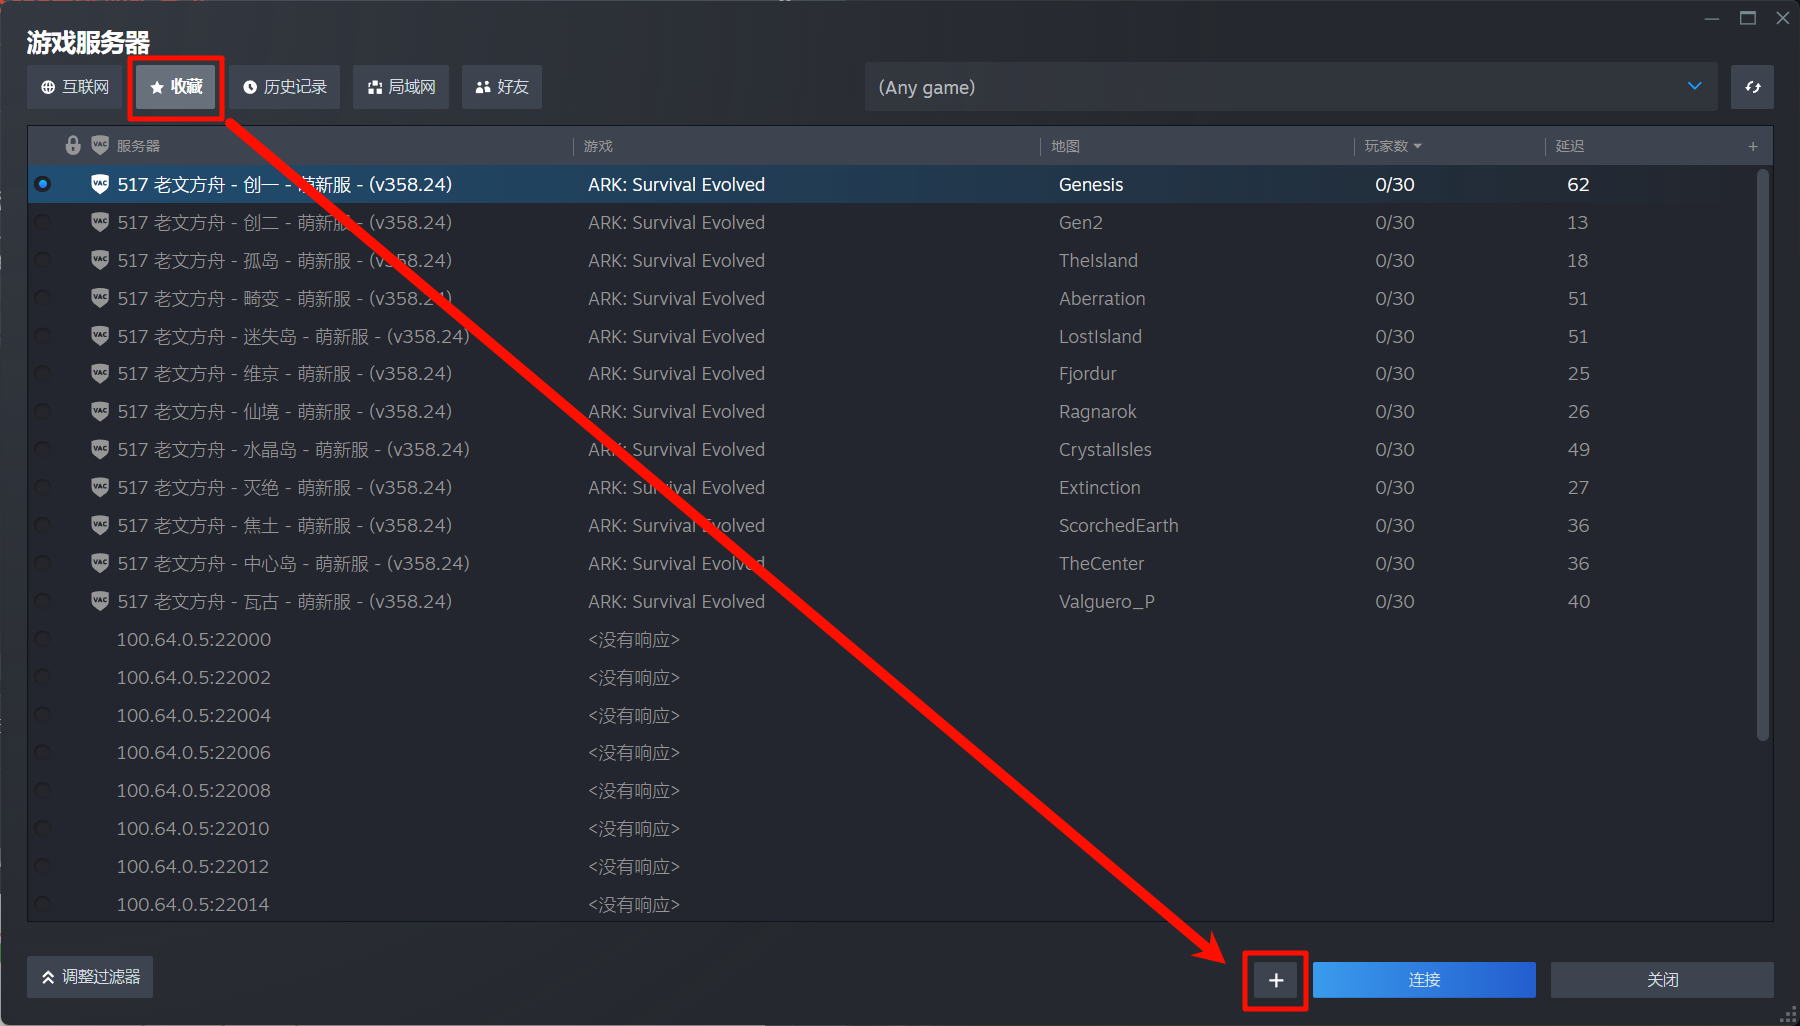 游戏服务器
互联网 收藏 历史记录 局域网 好友 (Any game)
VAC 服务器 游戏 地图 玩家数 延迟 +
VAC 517 老文方舟 - 创一 - 萌新服 - (v358.24) ARK: Survival Evolved Genesis 0/30 62
VAC 517 老文方舟 - 创二 - 萌新服 - (v358.24) ARK: Survival Evolved Gen2 0/30 13
VAC 517 老文方舟 - 孤岛 - 萌新服 - (v358.24) ARK: Survival Evolved TheIsland 0/30 18
VAC 517 老文方舟 - 畸变 - 萌新服 - (v358.24) ARK: Survival Evolved Aberration 0/30 51
VAC 517 老文方舟 - 迷失岛 - 萌新服 - (v358.24) ARK: Survival Evolved LostIsland 0/30 51
VAC 517 老文方舟 - 维京 - 萌新服 - (v358.24) ARK: Survival Evolved Fjordur 0/30 25
VAC 517 老文方舟 - 仙境 - 萌新服 - (v358.24) ARK: Survival Evolved Ragnarok 0/30 26
VAC 517 老文方舟 - 水晶岛 - 萌新服 - (v358.24) ARK: Survival Evolved CrystalIsles 0/30 49
VAC 517 老文方舟 - 灭绝 - 萌新服 - (v358.24) ARK: Survival Evolved Extinction 0/30 27
VAC 517 老文方舟 - 焦土 - 萌新服 - (v358.24) ARK: Survival Evolved ScorchedEarth 0/30 36
VAC 517 老文方舟 - 中心岛 - 萌新服 - (v358.24) ARK: Survival Evolved TheCenter 0/30 36
VAC 517 老文方舟 - 瓦古 - 萌新服 - (v358.24) ARK: Survival Evolved Valguero_P 0/30 40
100.64.0.5:22000 <没有响应>
100.64.0.5:22002 <没有响应>
100.64.0.5:22004 <没有响应>
100.64.0.5:22006 <没有响应>
100.64.0.5:22008 <没有响应>
100.64.0.5:22010 <没有响应>
100.64.0.5:22012 <没有响应>
100.64.0.5:22014 <没有响应>
调整过滤器 + 连接 关闭